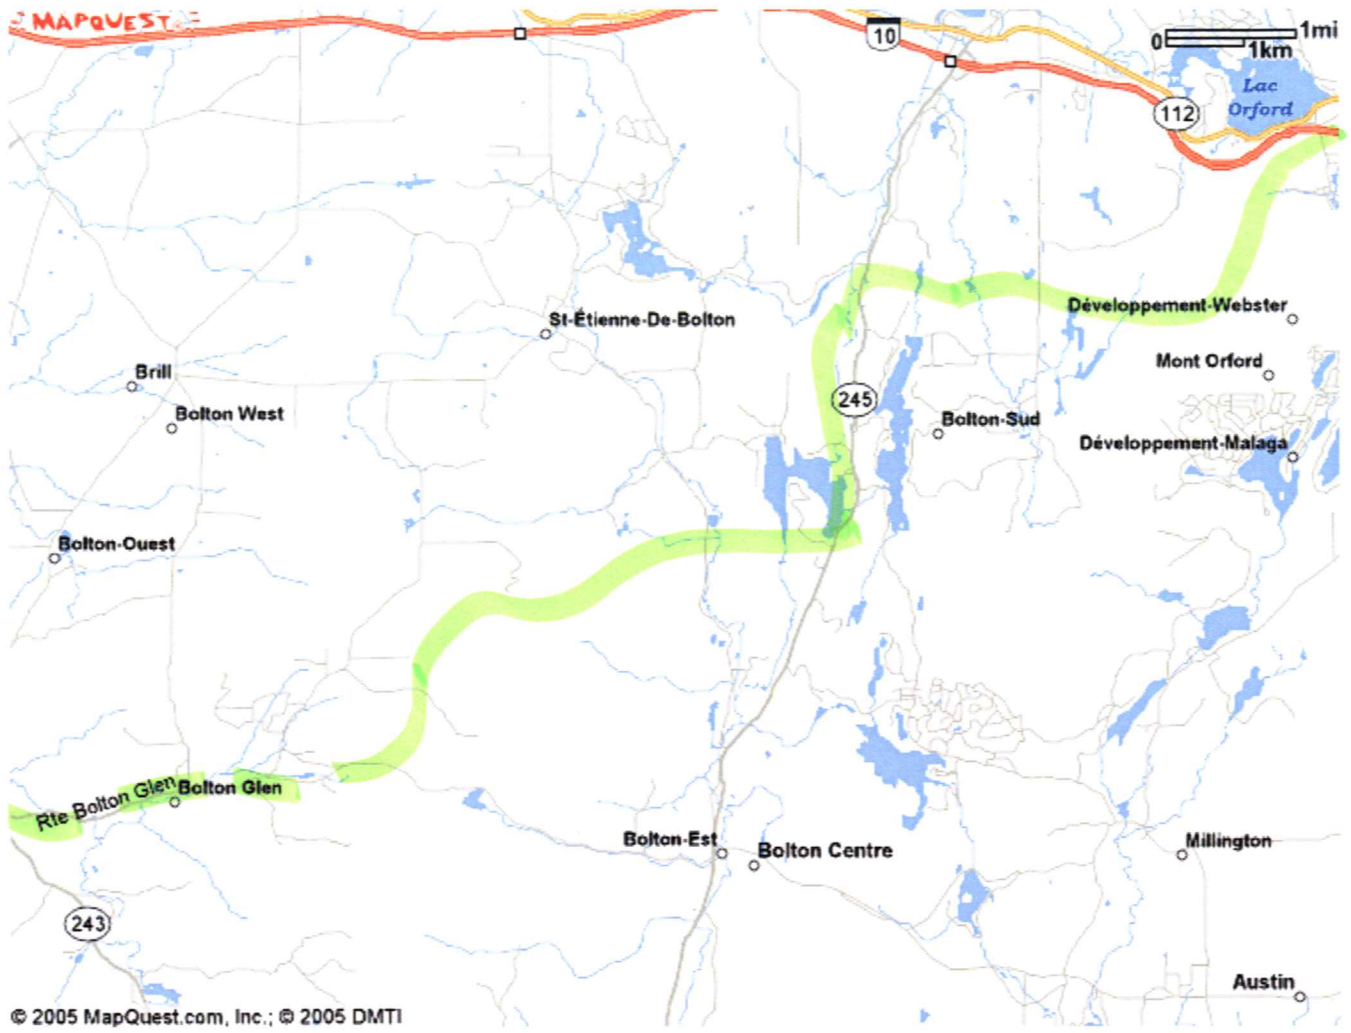 MAPQUEST
10
0
1mi
1km
Lac
Orford
112
Développement-Webster
St-Étienne-De-Bolton
Mont Orford
Brill
245
Bolton West
Bolton-Sud
Développement-Malaga
Bolton-Ouest
Rte Bolton Glen
Bolton Glen
Bolton-Est
Bolton Centre
Millington
243
Austin
© 2005 MapQuest.com, Inc.; © 2005 DMTI